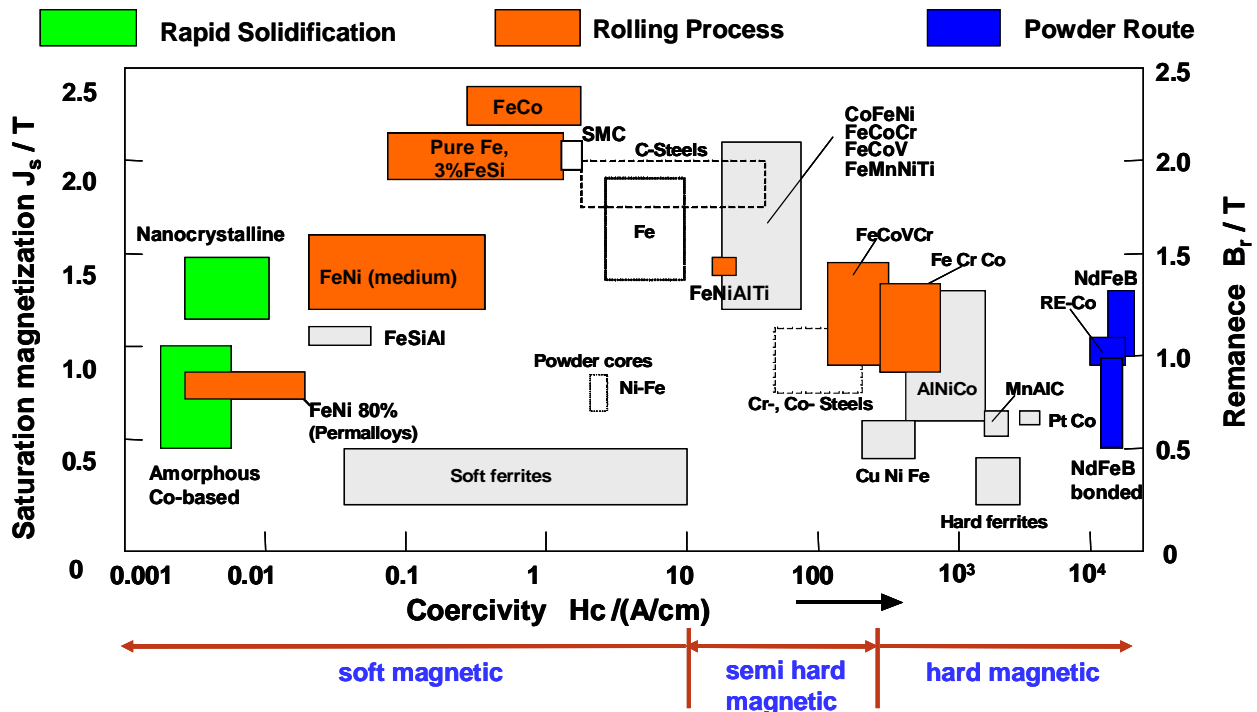 Rapid Solidification
Rolling Process
Powder Route
Saturation magnetization Js / T
2.5
2.0
1.5
1.0
0.5
0
2.5
2.0
1.5
1.0
0.5
0
Remanece Br / T
FeCo
Pure Fe,
3%FeSi
SMC
C-Steels
CoFeNi
FeCoCr
FeCoV
FeMnNiTi
Nanocrystalline
Fe
FeNi (medium)
FeNiAlTi
FeCoVCr
Fe Cr Co
NdFeB
RE-Co
FeSiAl
Powder cores
Ni-Fe
FeNi 80%
(Permalloys)
Cr-, Co- Steels
AlNiCo
MnAlC
Pt Co
Amorphous
Co-based
Soft ferrites
Cu Ni Fe
Hard ferrites
NdFeB
bonded
0.001
0.01
0.1
1
10
100
10³
10⁴
Coercivity Hc /(A/cm)
soft magnetic
semi hard
magnetic
hard magnetic